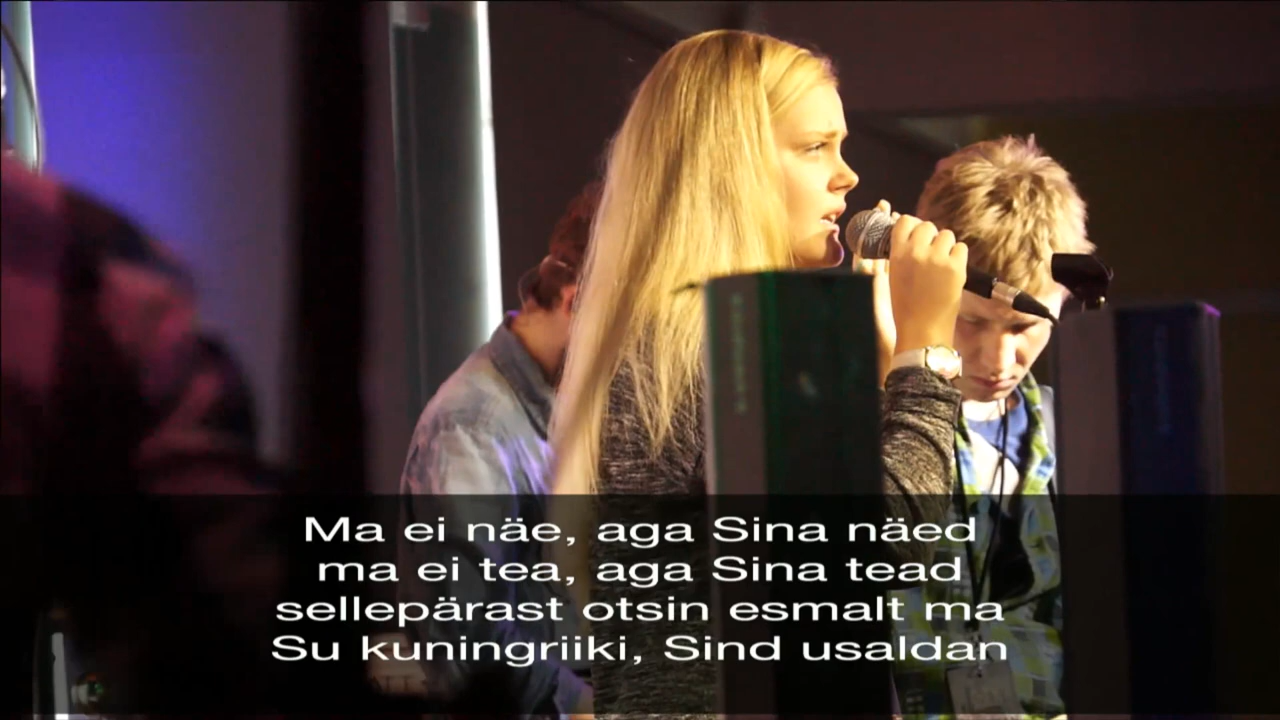 Ma ei näe, aga Sina näed
ma ei tea, aga Sina tead
sellepärast otsin esmalt ma
Su kuningriiki, Sind usaldan